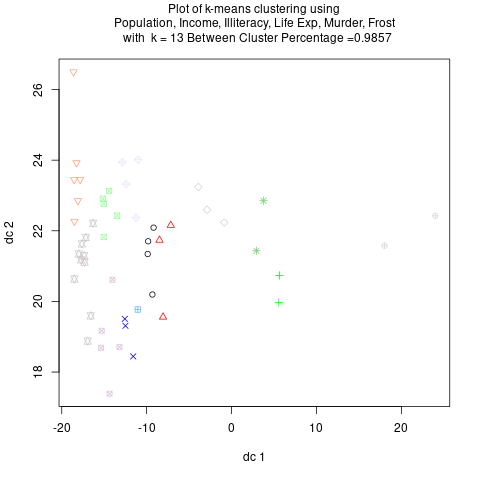 Plot of k-means clustering using
Population, Income, Illiteracy, Life Exp, Murder, Frost
with k = 13 Between Cluster Percentage =0.9857
26
24
22
20
18
dc 2
-20 -10 0 10 20
dc 1